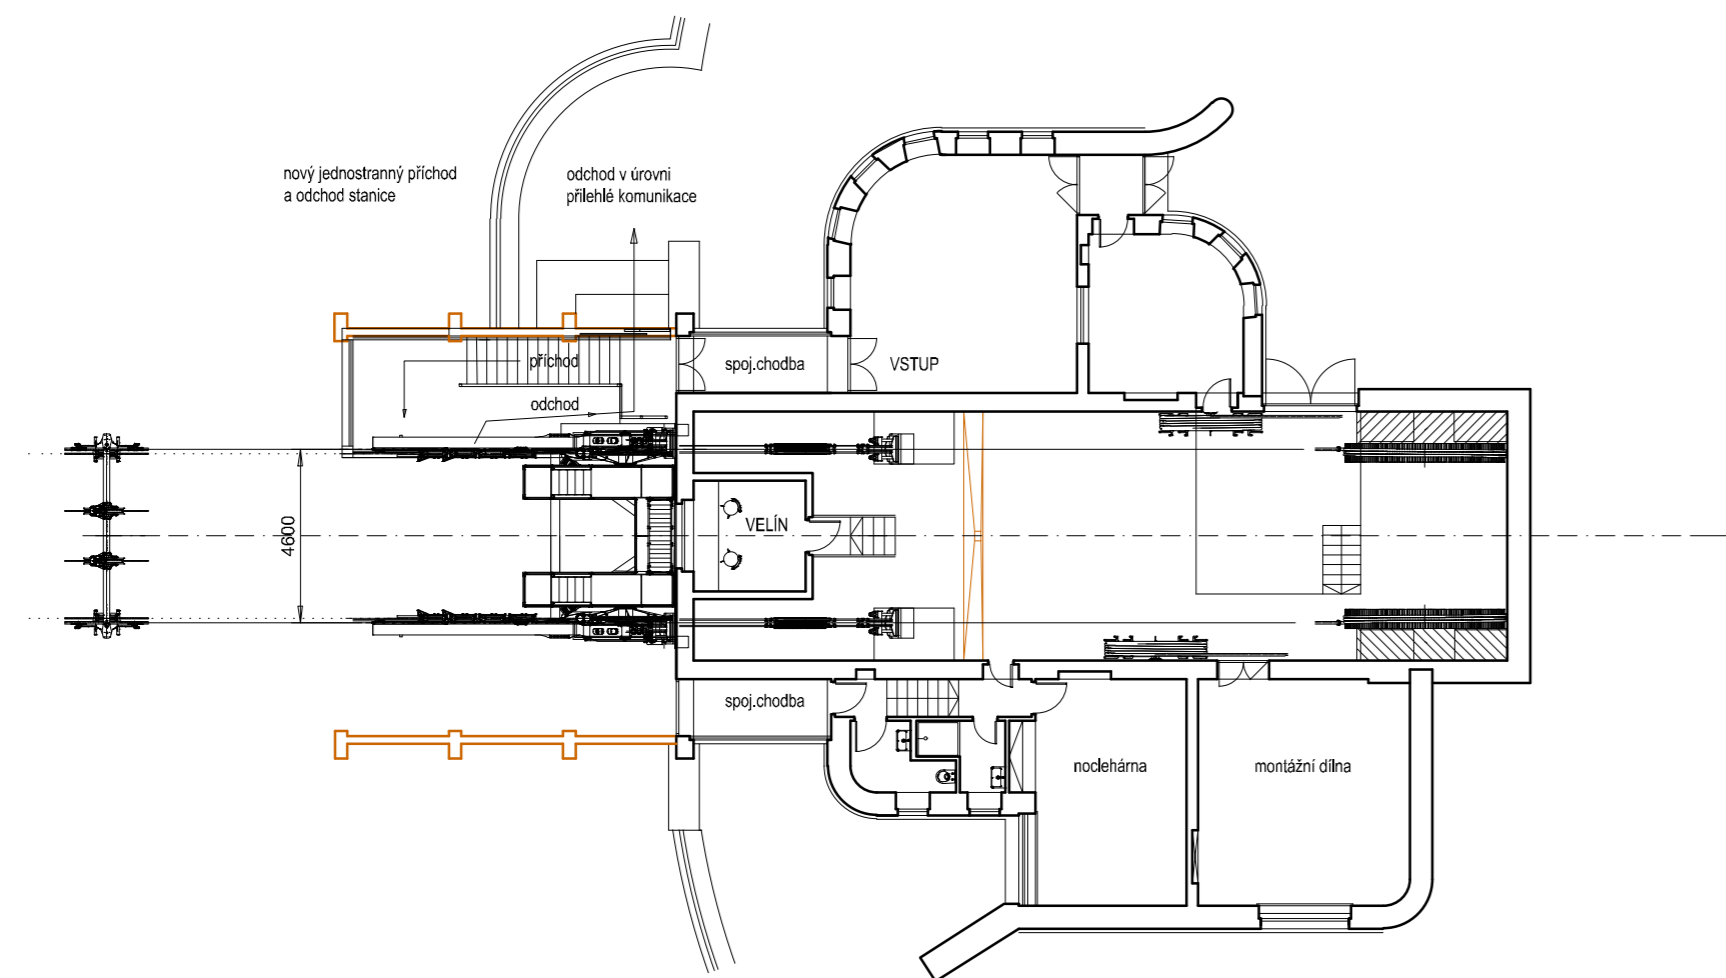 nový jednostranný příchod
a odchod stanice
odchod v úrovni
přilehlé komunikace
příchod
spoj.chodba
VSTUP
odchod
4600
VELÍN
spoj.chodba
noclehárna
montážní dílna